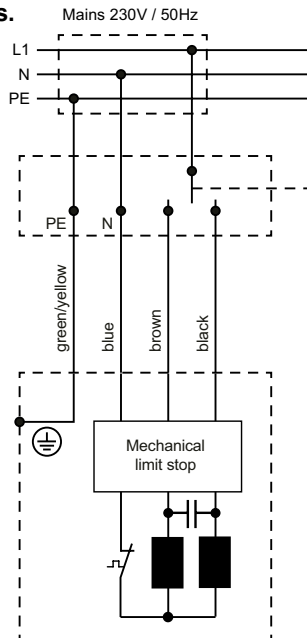 s.
Mains 230V / 50Hz
L1
N
PE
PE
N
green/yellow
blue
brown
black
Mechanical
limit stop